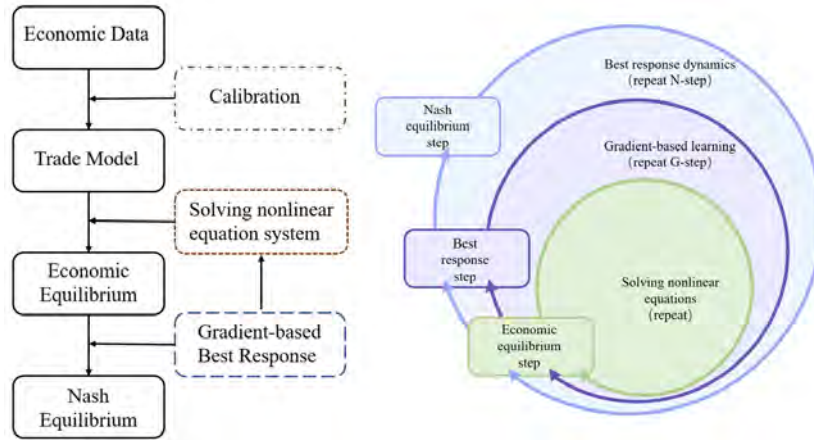 Economic Data
Calibration
Trade Model
Solving nonlinear
equation system
Economic
Equilibrium
Gradient-based
Best Response
Nash
Equilibrium
Best response dynamics
(repeat N-step)
Nash
equilibrium
step
Gradient-based learning
(repeat G-step)
Best
response
step
Solving nonlinear
equations
(repeat)
Economic
equilibrium
step